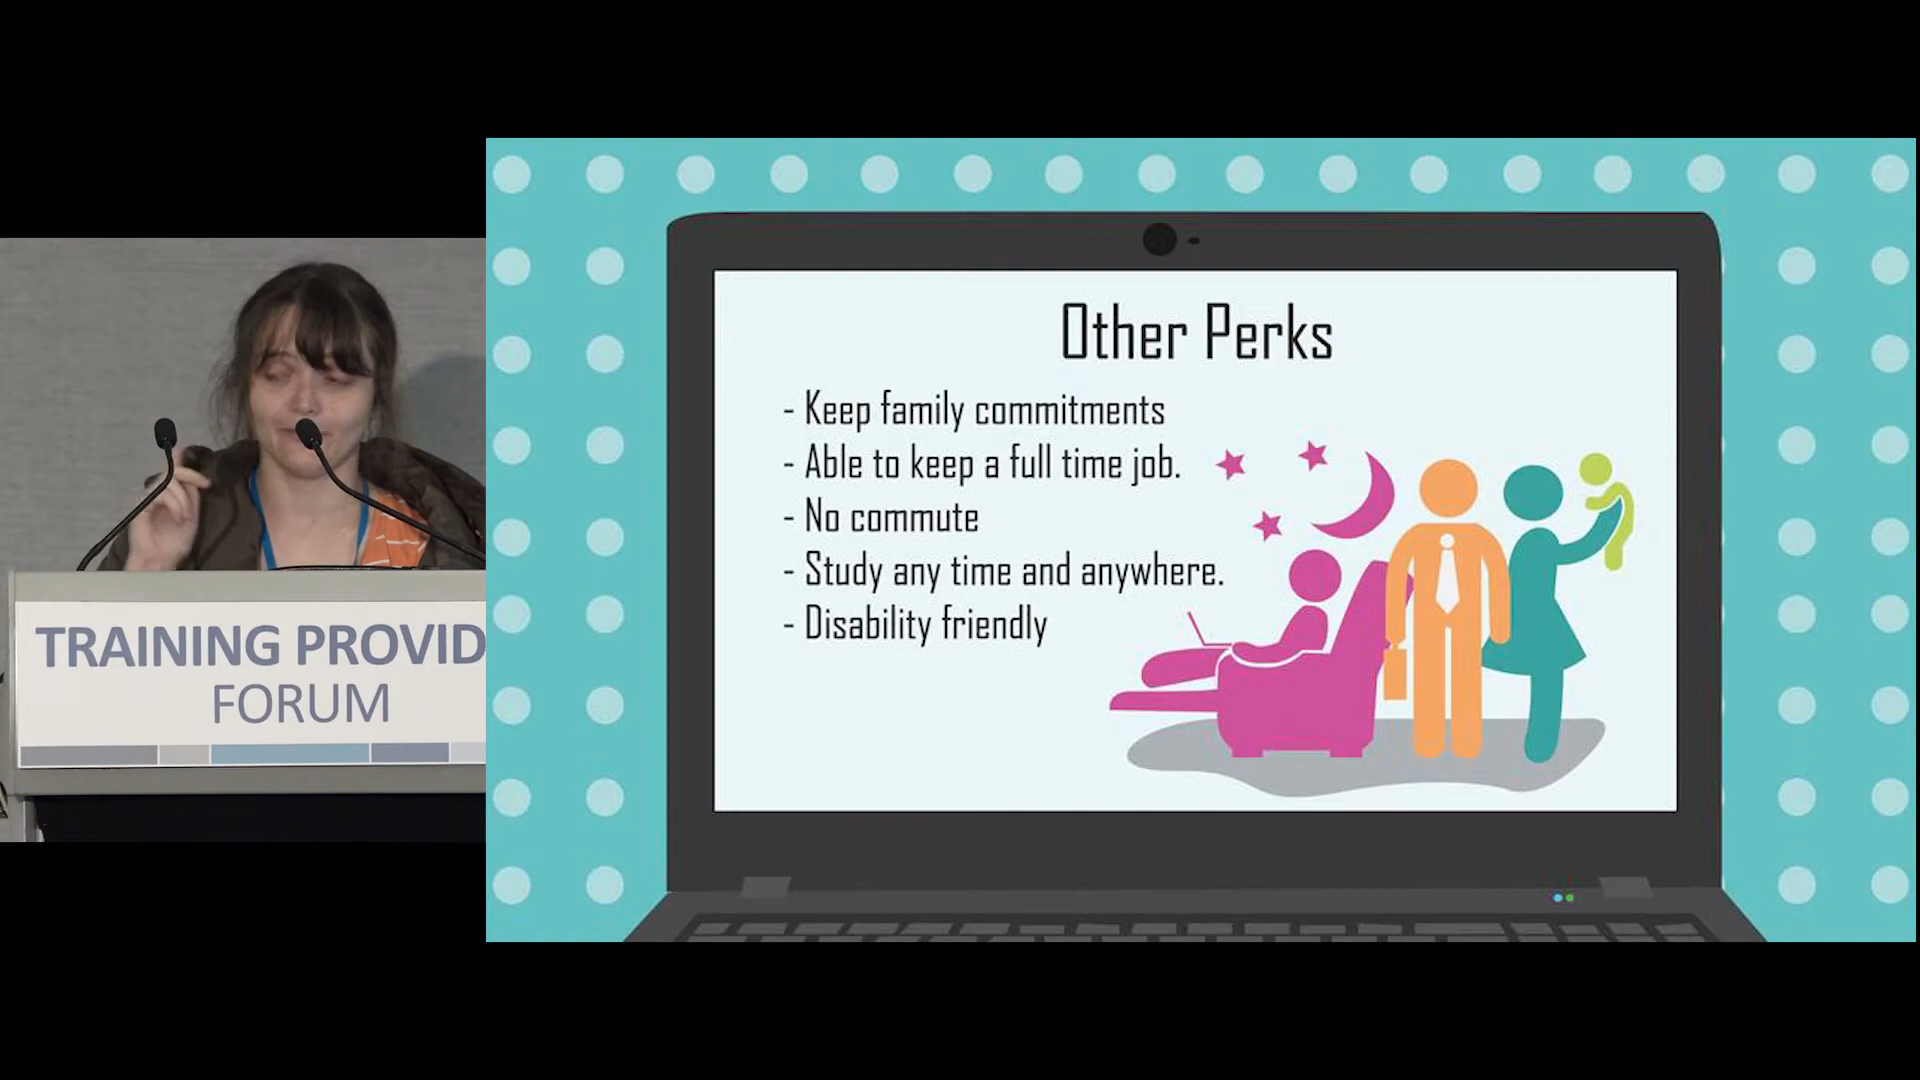 TRAINING PROVID
FORUM
Other Perks
- Keep family commitments
- Able to keep a full time job.
- No commute
- Study any time and anywhere.
- Disability friendly